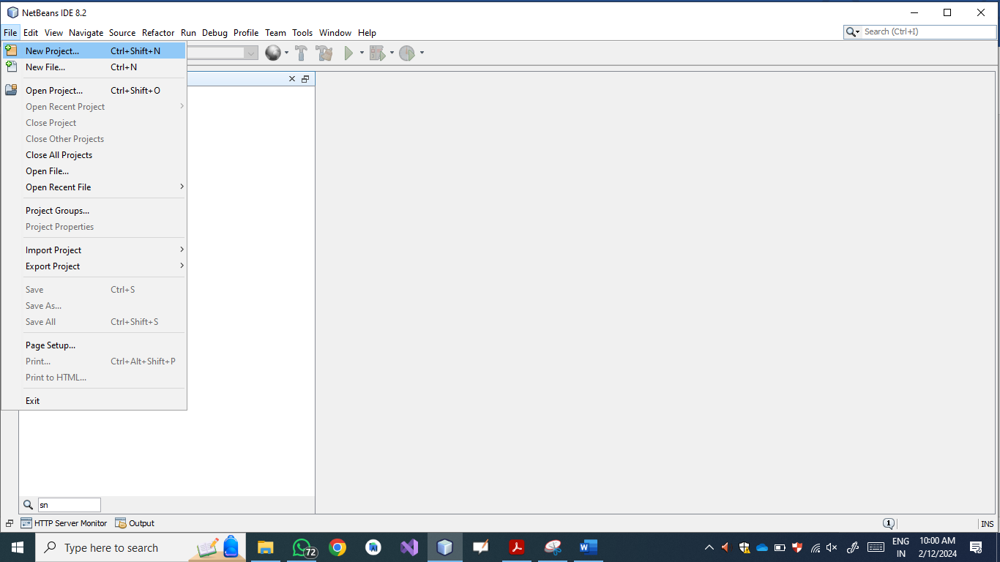 NetBeans IDE 8.2
File Edit View Navigate Source Refactor Run Debug Profile Team Tools Window Help
Search (Ctrl+I)
New Project... Ctrl+Shift+N
New File... Ctrl+N
Open Project... Ctrl+Shift+O
Open Recent Project
Close Project
Close Other Projects
Close All Projects
Open File...
Open Recent File
Project Groups...
Project Properties
Import Project
Export Project
Save Ctrl+S
Save As...
Save All Ctrl+Shift+S
Page Setup...
Print... Ctrl+Alt+Shift+P
Print to HTML...
Exit
sn
HTTP Server Monitor Output
1
INS
Type here to search
72
ENG
IN
10:00 AM
2/12/2024